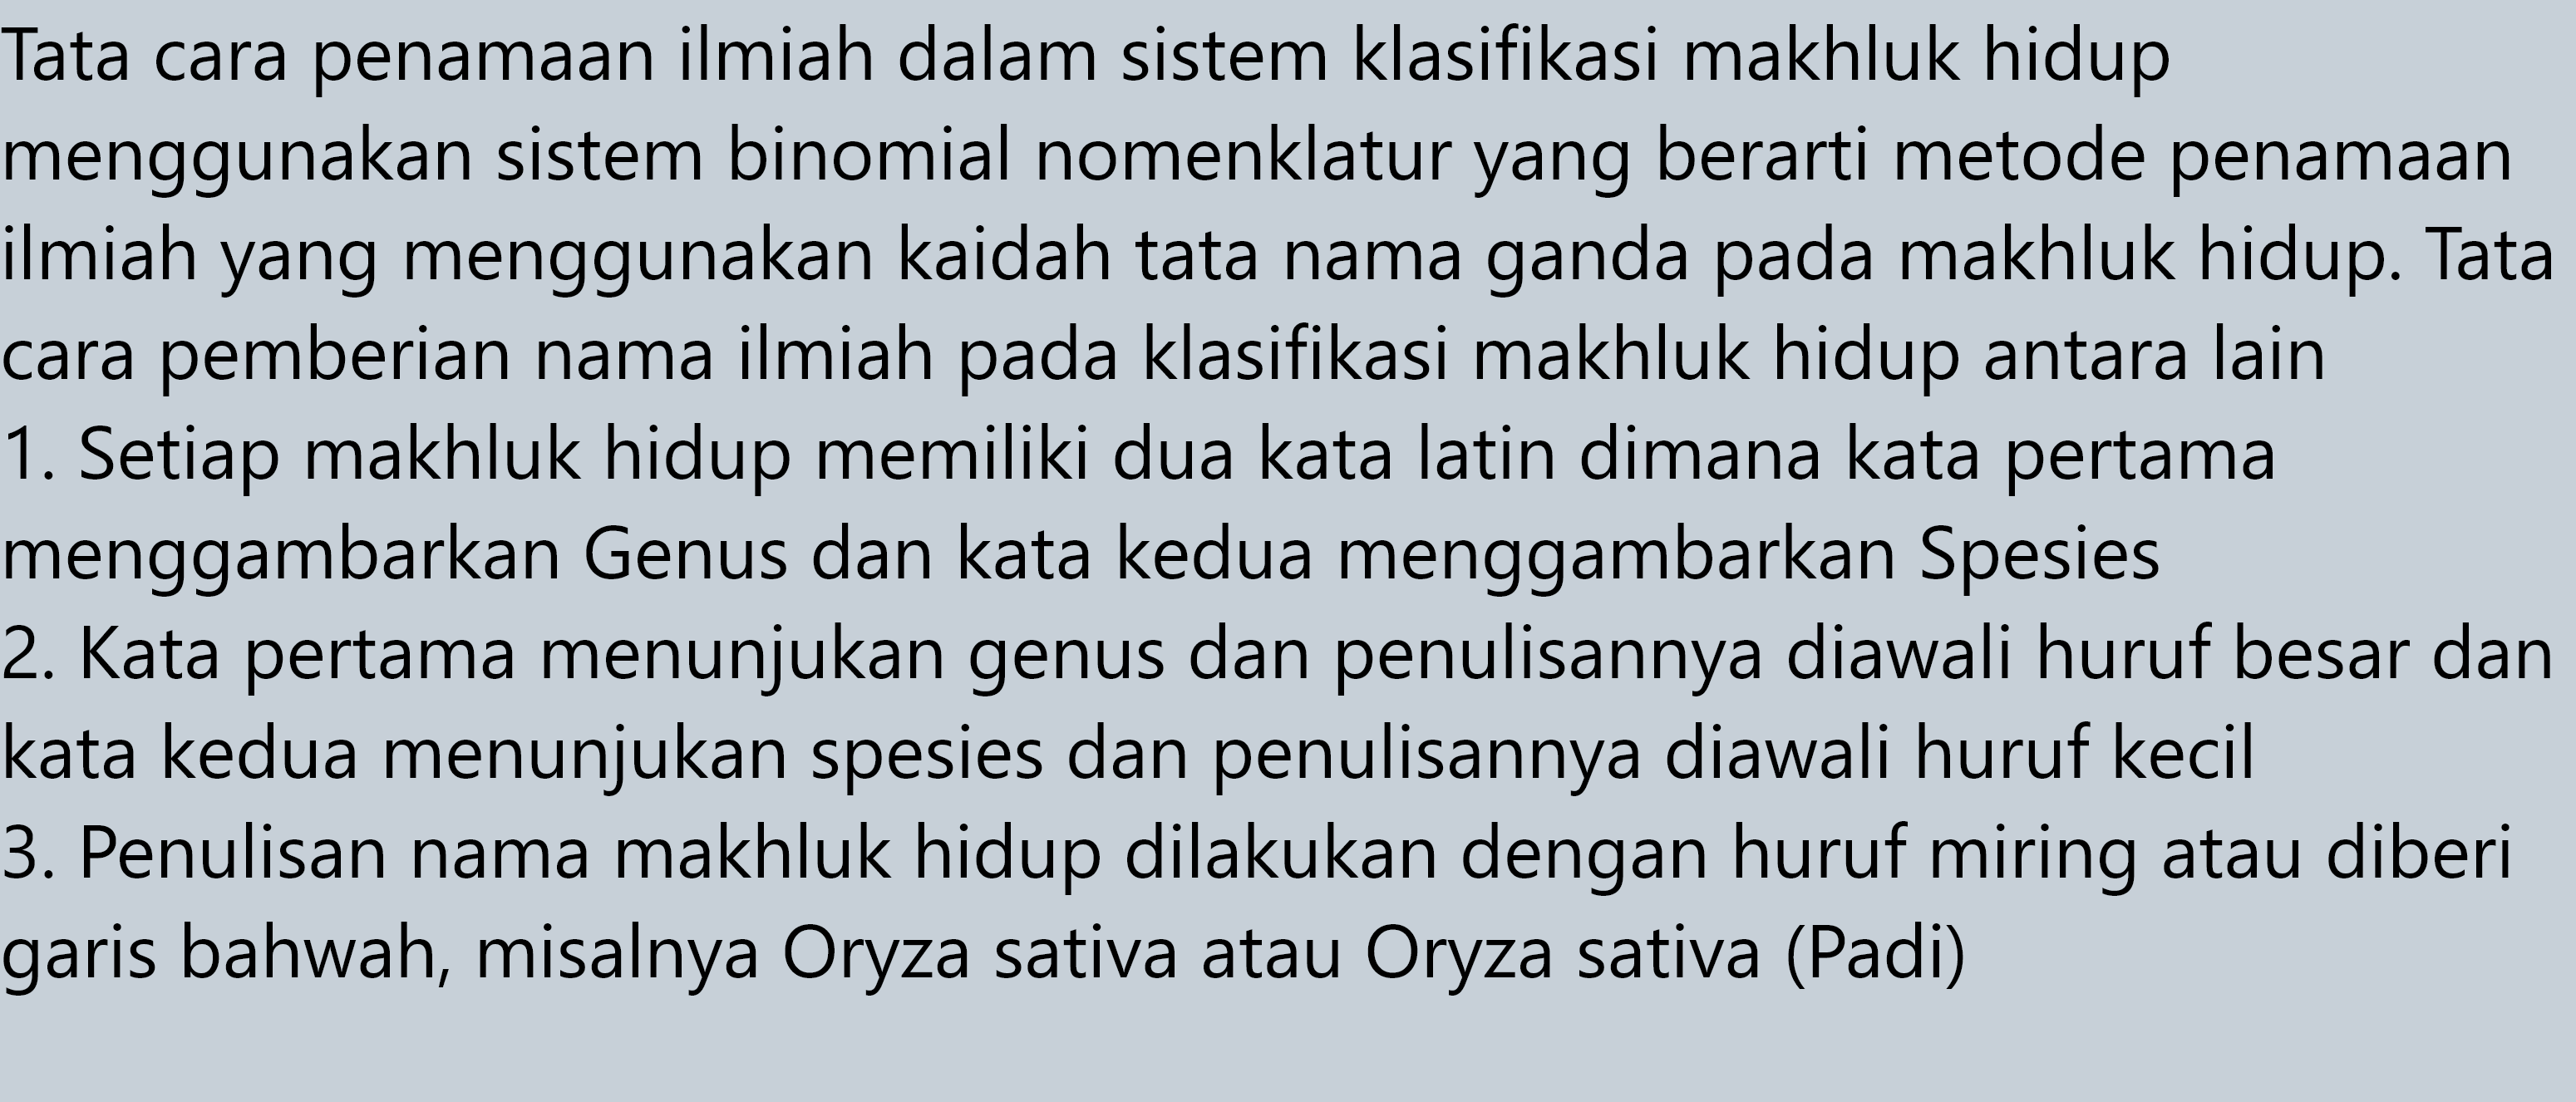 Tata cara penamaan ilmiah dalam sistem klasifikasi makhluk hidup
menggunakan sistem binomial nomenklatur yang berarti metode penamaan
ilmiah yang menggunakan kaidah tata nama ganda pada makhluk hidup. Tata
cara pemberian nama ilmiah pada klasifikasi makhluk hidup antara lain
1. Setiap makhluk hidup memiliki dua kata latin dimana kata pertama
menggambarkan Genus dan kata kedua menggambarkan Spesies
2. Kata pertama menunjukan genus dan penulisannya diawali huruf besar dan
kata kedua menunjukan spesies dan penulisannya diawali huruf kecil
3. Penulisan nama makhluk hidup dilakukan dengan huruf miring atau diberi
garis bahwah, misalnya Oryza sativa atau Oryza sativa (Padi)